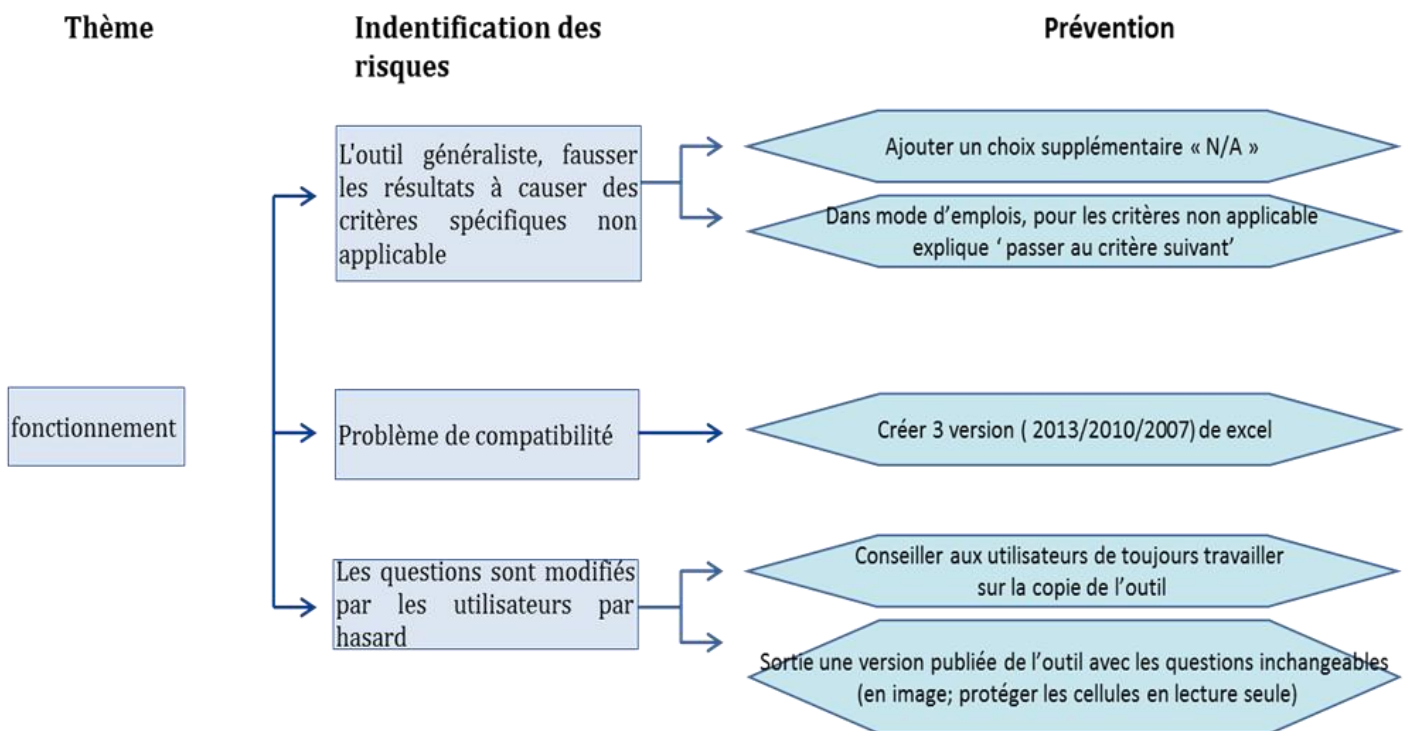 Thème
Indentification des
risques
Prévention
L'outil généraliste, fausser
les résultats à causer des
critères spécifiques non
applicable
Ajouter un choix supplémentaire « N/A »
Dans mode d’emplois, pour les critères non applicable
explique ‘ passer au critère suivant’
fonctionnement
Problème de compatibilité
Créer 3 version ( 2013/2010/2007) de excel
Les questions sont modifiés
par les utilisateurs par
hasard
Conseiller aux utilisateurs de toujours travailler
sur la copie de l’outil
Sortie une version publiée de l’outil avec les questions inchangeables
(en image; protéger les cellules en lecture seule)